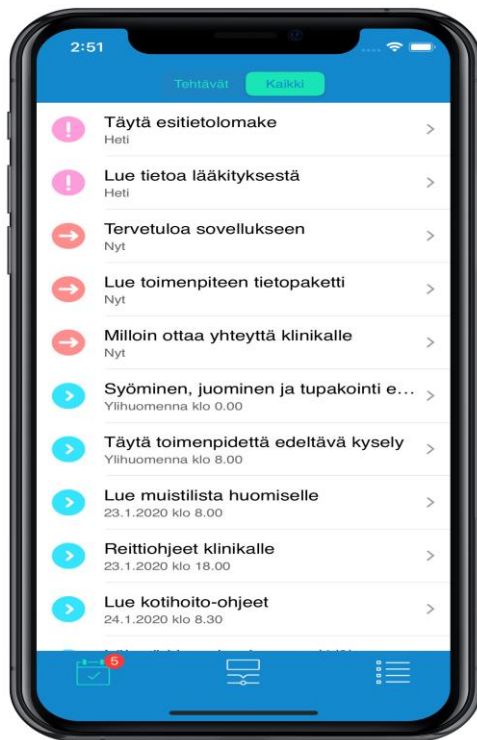 2:51
Tehtävät Kaikki
Täytä esitietolomake
Heti
Lue tietoa lääkityksestä
Heti
Tervetuloa sovellukseen
Nyt
Lue toimenpiteen tietopaketti
Nyt
Milloin ottaa yhteyttä klinikalle
Nyt
Syöminen, juominen ja tupakointi e...
Ylihuomenna klo 0.00
Täytä toimenpidettä edeltävä kysely
Ylihuomenna klo 8.00
Lue muistilista huomiselle
23.1.2020 klo 8.00
Reittiohjeet klinikalle
23.1.2020 klo 18.00
Lue kotihoito-ohjeet
24.1.2020 klo 8.30
5